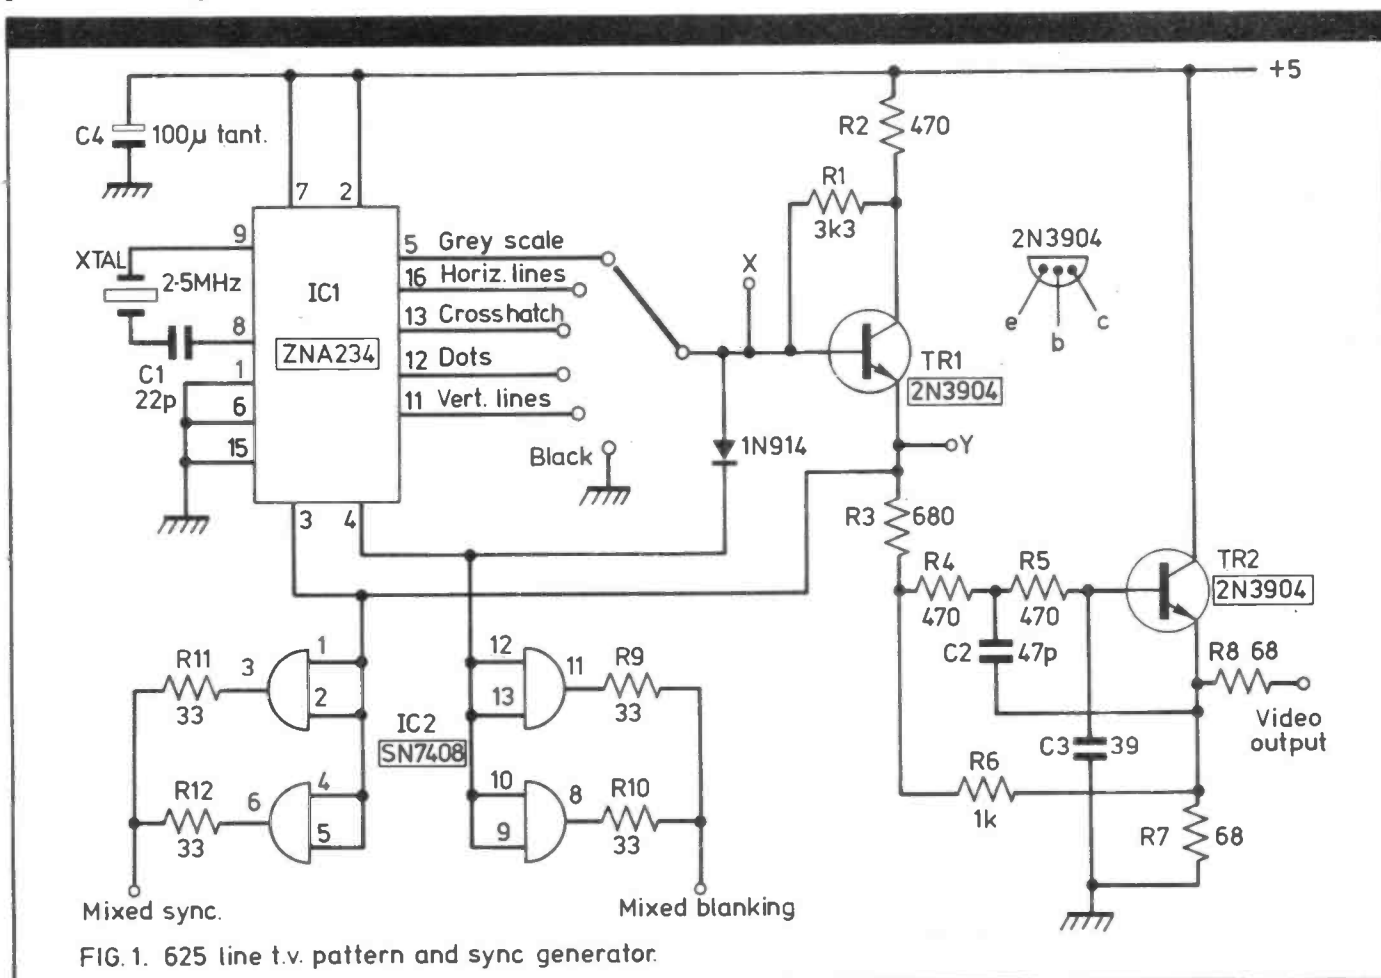 +5
C4 100µ tant.
R2 470
7 2
R1
3k3
2N3904
e b c
9
XTAL
2·5MHz
8
C1
22p
1
6
15
IC1
ZNA234
5 Grey scale
16 Horiz. lines
13 Crosshatch
12 Dots
11 Vert. lines
Black
X
1N914
TR1
2N3904
Y
3 4
R3 680
R4
470
R5
470
C2 47p
TR2
2N3904
R8 68
Video
output
C3 39
R6
1k
R7 68
R11
33
3
1
2
R12
33
6
4
5
IC2
SN7408
12
13
11
R9
33
10
9
8
R10
33
Mixed sync.
Mixed blanking
FIG. 1. 625 line t.v. pattern and sync generator.